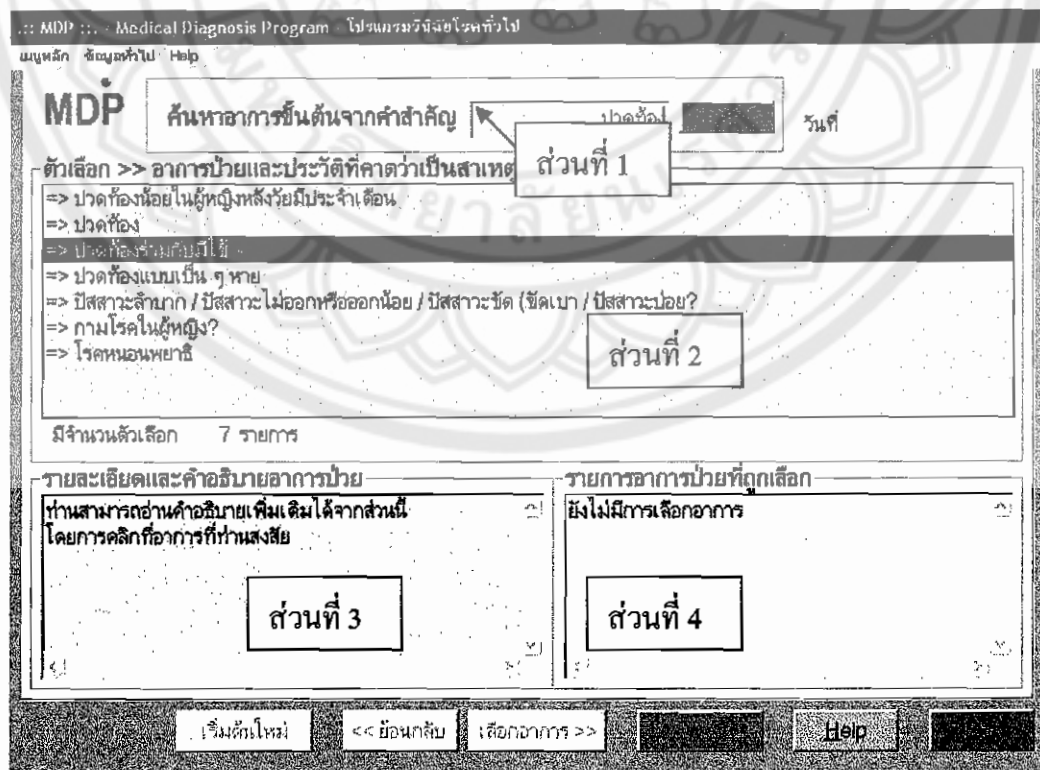 .:: MDP ::. - Medical Diagnosis Program - โปรแกรมวินิจฉัยโรคทั่วไป
เมนูหลัก ข้อมูลทั่วไป Help
MDP
ค้นหาอาการขั้นต้นจากคำสำคัญ ปวดท้อง วันที่
ส่วนที่ 1
ตัวเลือก >> อาการป่วยและประวัติที่คาดว่าเป็นสาเหตุ
=> ปวดท้องน้อยในผู้หญิงหลังวัยมีประจำเดือน
=> ปวดท้อง
=> ปวดท้องร่วมกับมีไข้
=> ปวดท้องแบบเป็น ๆ หาย
=> ปัสสาวะลำบาก / ปัสสาวะไม่ออกหรือออกน้อย / ปัสสาวะขัด (ขัดเบา / ปัสสาวะบ่อย?
=> กามโรคในผู้หญิง?
=> โรคหนอนพยาธิ
ส่วนที่ 2
มีจำนวนตัวเลือก 7 รายการ
รายละเอียดและคำอธิบายอาการป่วย
ท่านสามารถอ่านคำอธิบายเพิ่มเติมได้จากส่วนนี้
โดยการคลิกที่อาการที่ท่านสงสัย
ส่วนที่ 3
รายการอาการป่วยที่ถูกเลือก
ยังไม่มีการเลือกอาการ
ส่วนที่ 4
เริ่มต้นใหม่ << ย้อนกลับ เลือกอาการ >> Help